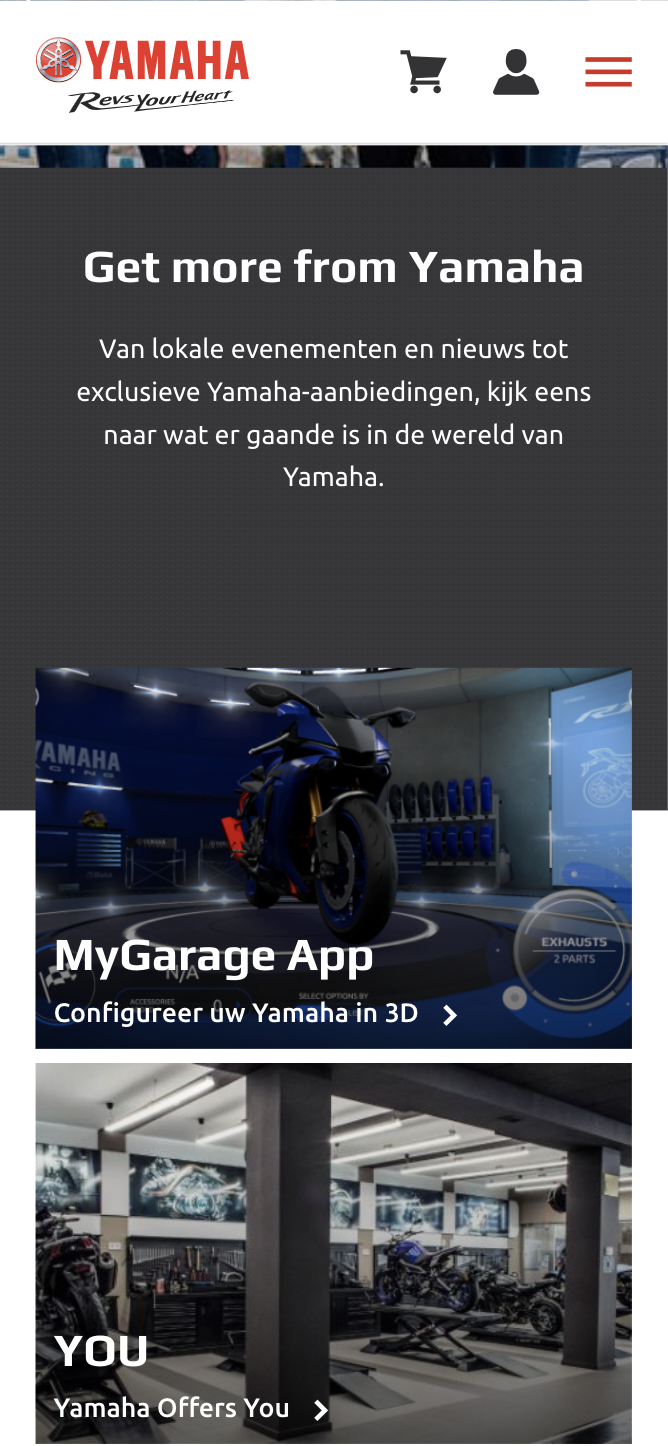 YAMAHA
Revs Your Heart
Get more from Yamaha
Van lokale evenementen en nieuws tot
exclusieve Yamaha-aanbiedingen, kijk eens
naar wat er gaande is in de wereld van
Yamaha.
YAMAHA
RACING
EXHAUSTS
2 PARTS
MyGarage App
N/A
ACCESSORIES
0
SELECT OPTIONS BY
Configureer uw Yamaha in 3D
YOU
Yamaha Offers You